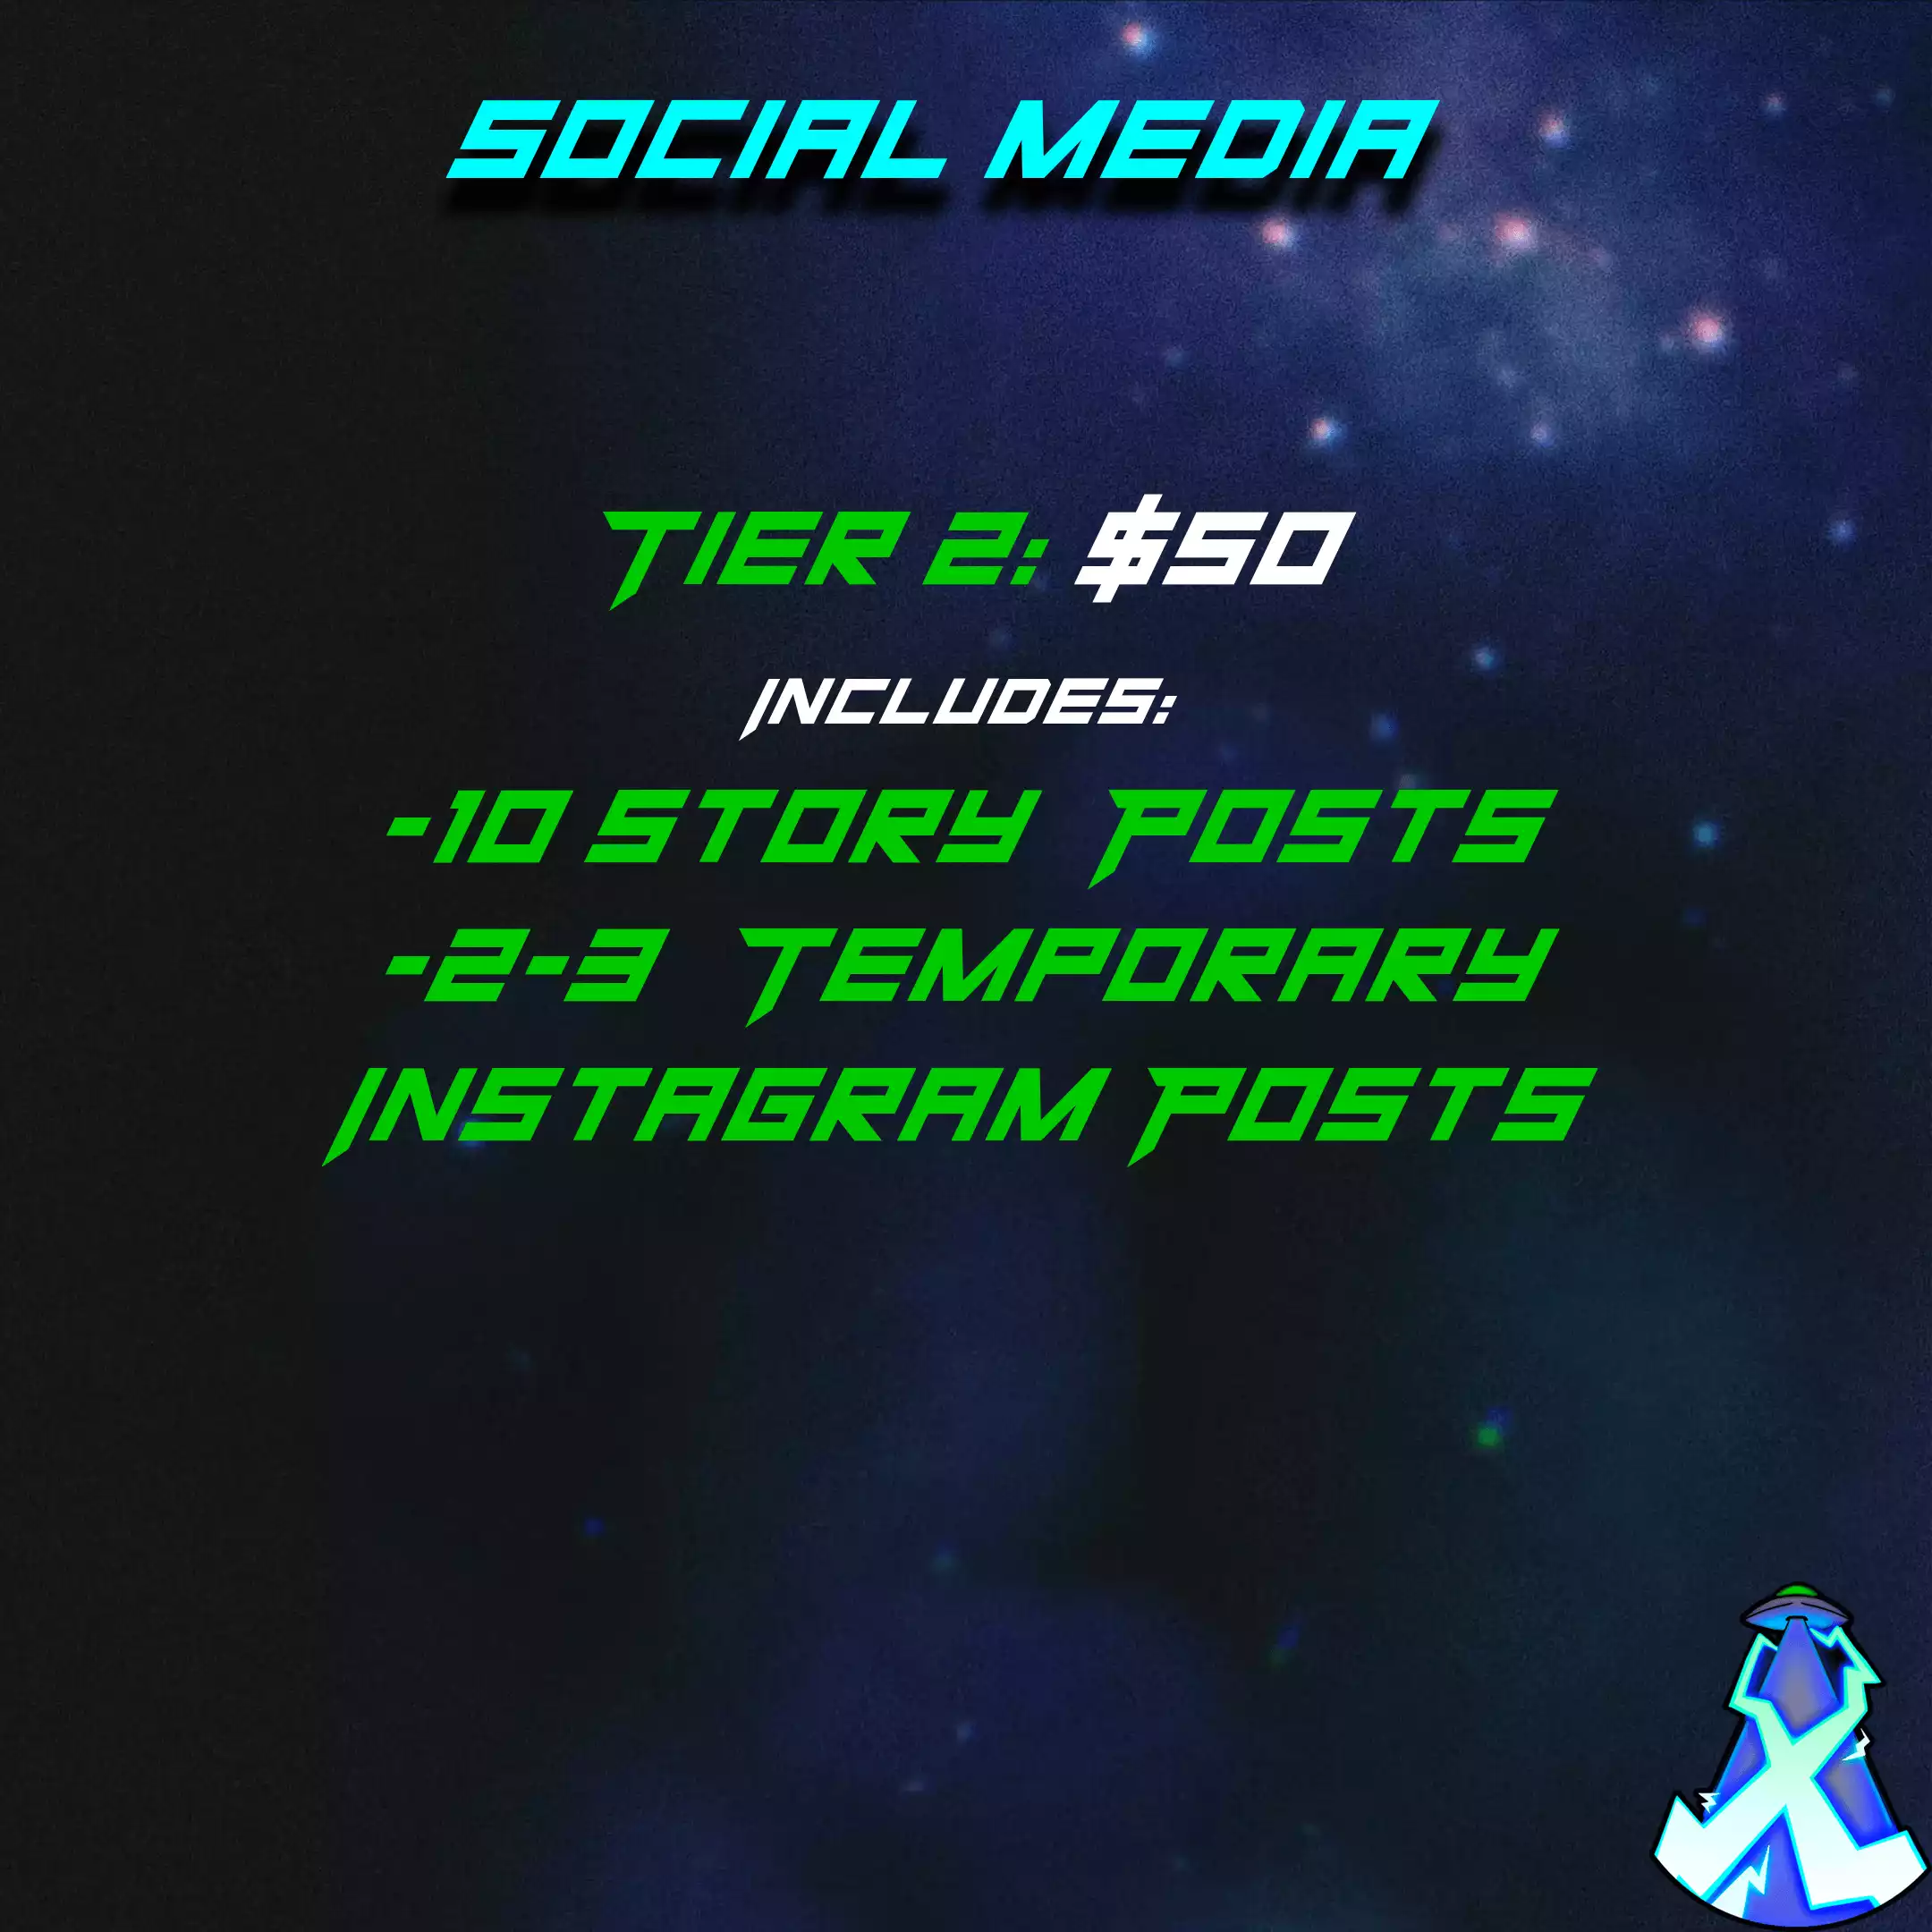 SOCIAL MEDIA
TIER 2: $50
INCLUDES:
-10 STORY POSTS
-2-3 TEMPORARY
INSTAGRAM POSTS
X